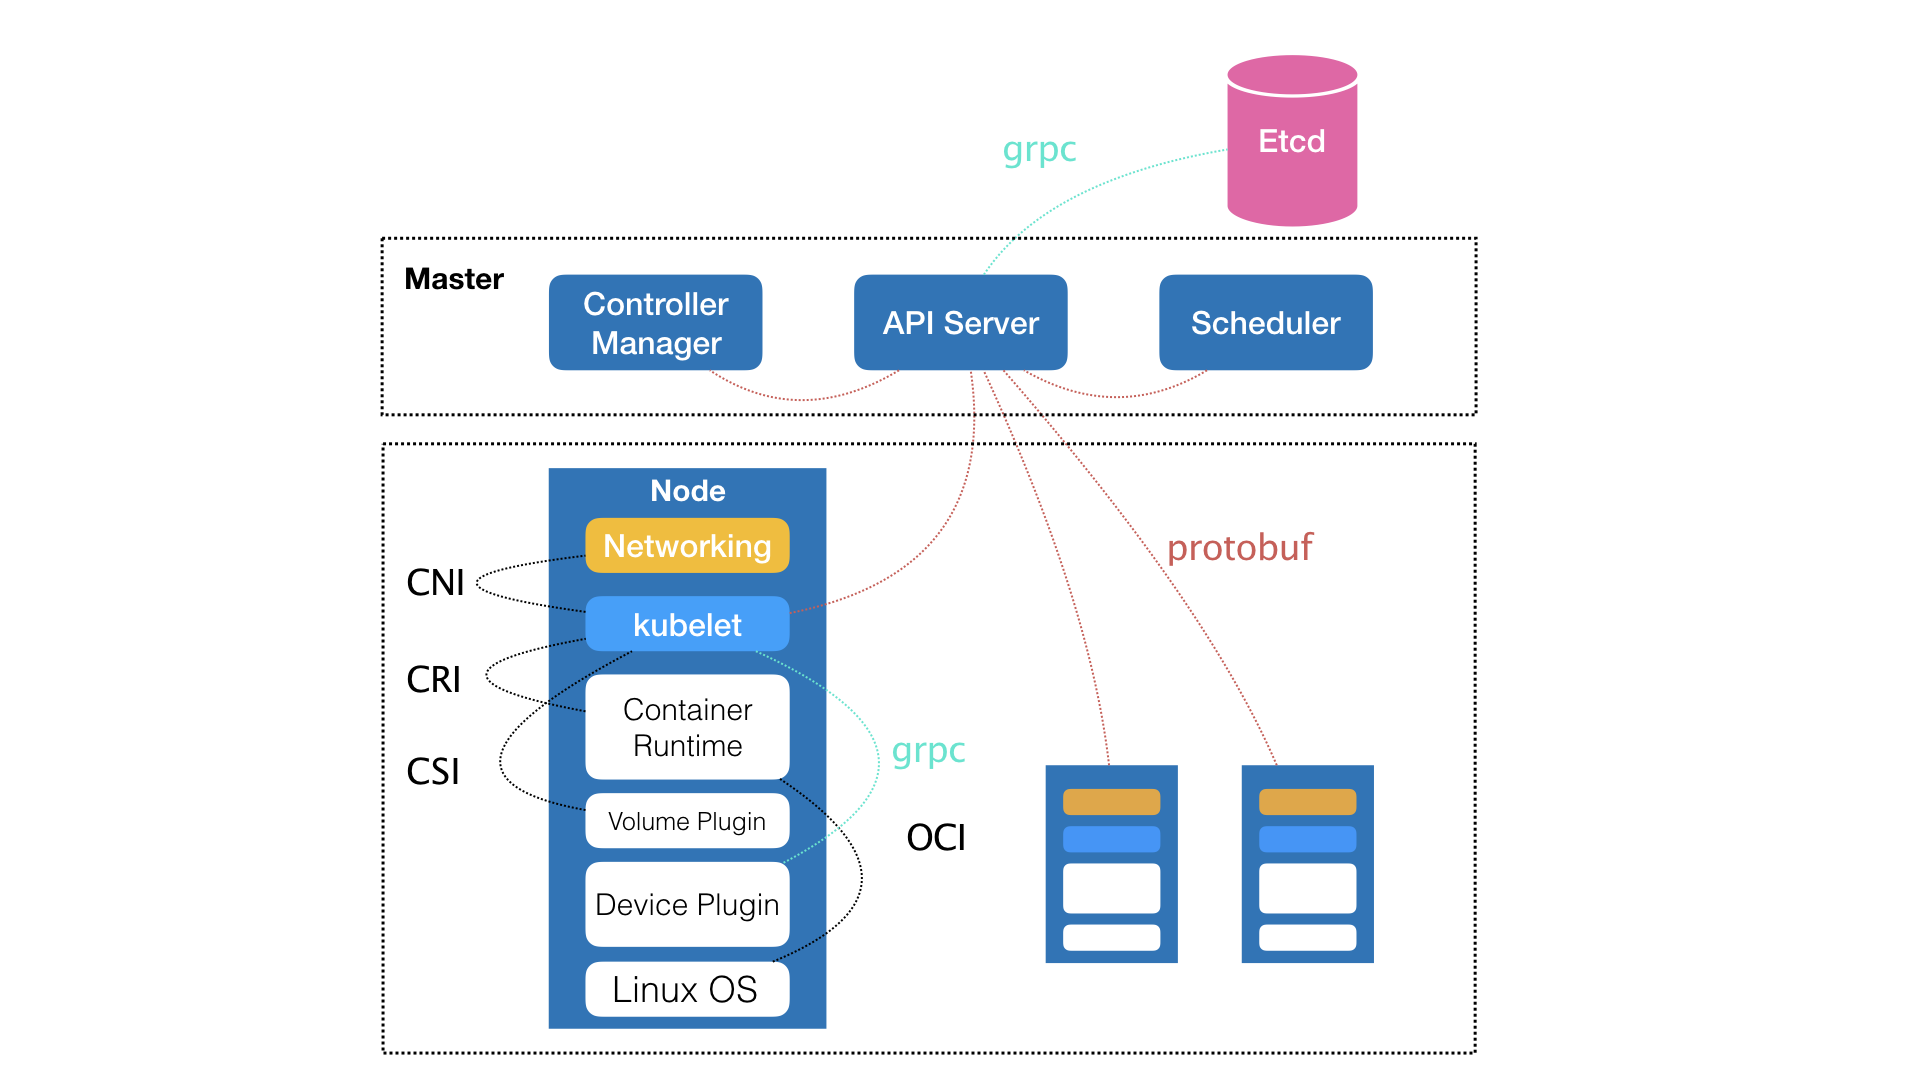 Etcd
grpc
Master
Controller
Manager
API Server
Scheduler
Node
Networking
protobuf
CNI
kubelet
CRI
Container
Runtime
grpc
CSI
Volume Plugin
OCI
Device Plugin
Linux OS